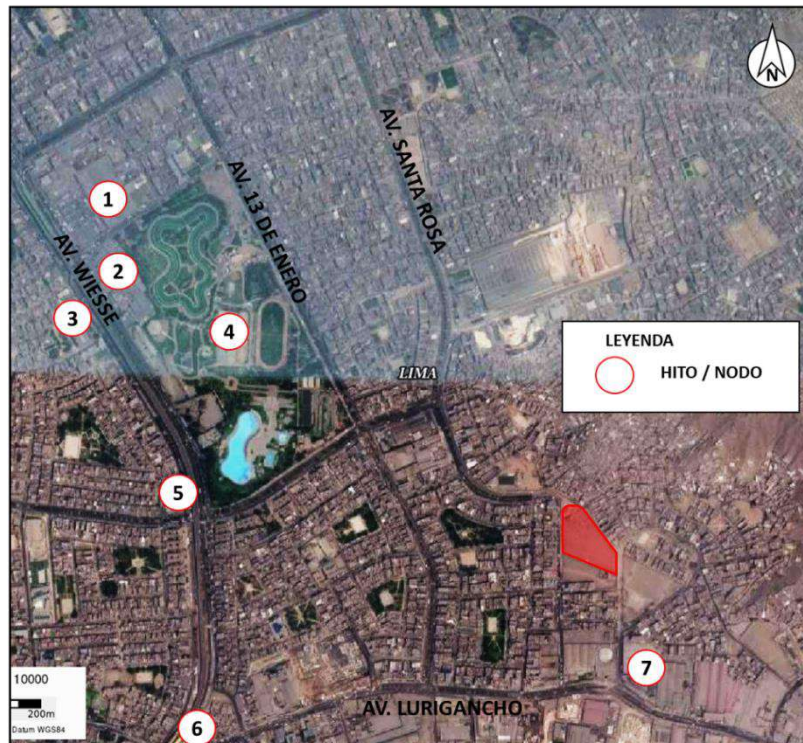 N
AV. SANTA ROSA
AV. 13 DE ENERO
1
AV. WIESSE
2
3
4
LEYENDA
HITO / NODO
LIMA
5
7
10000
200m
Datum WGS84
AV. LURIGANCHO
6